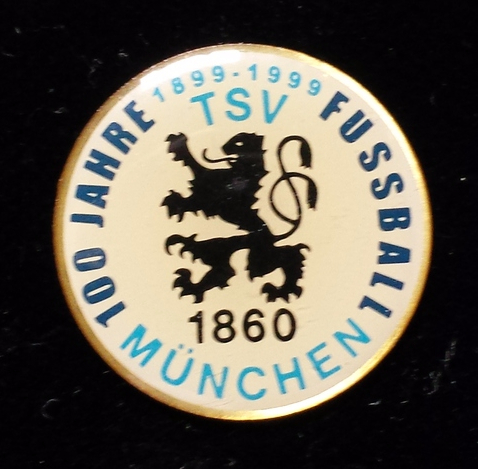 1899-1999
100 JAHRE FUSSBALL
TSV
1860
MÜNCHEN